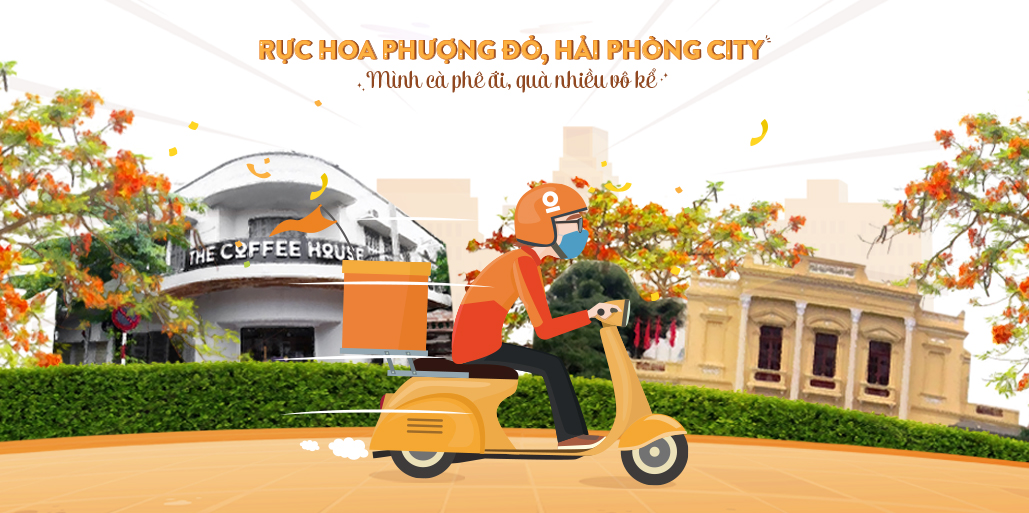 RỰC HOA PHƯỢNG ĐỎ, HẢI PHÒNG CITY
Mình cà phê đi, quà nhiều vô kể
THE COFFEE HOUSE